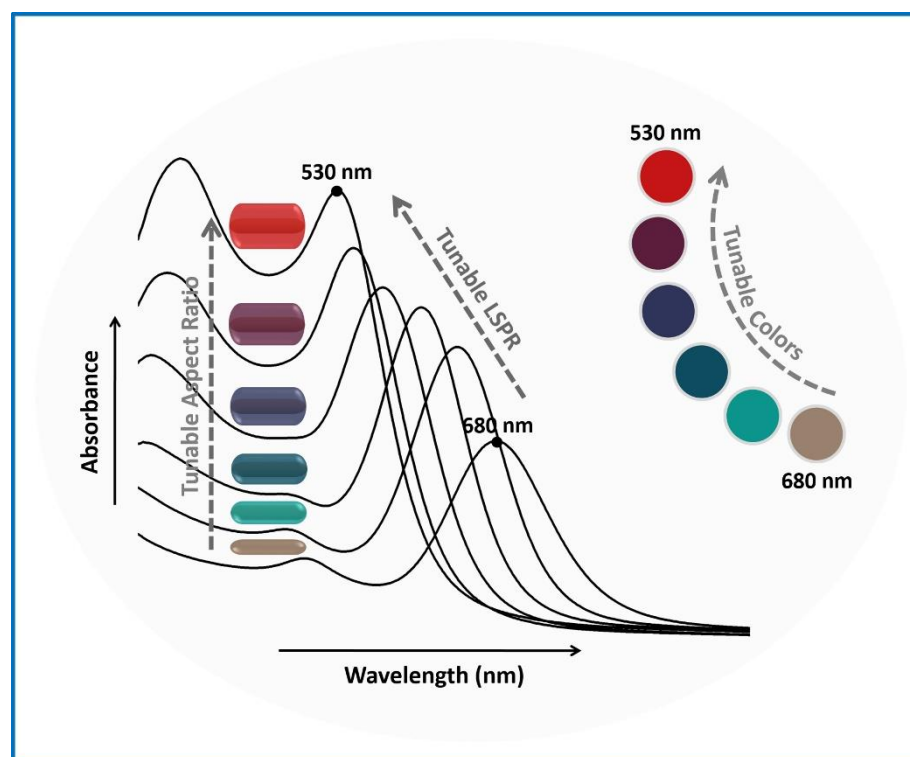 530 nm
530 nm
Tunable Aspect Ratio
Tunable LSPR
Tunable Colors
Absorbance
680 nm
680 nm
Wavelength (nm)